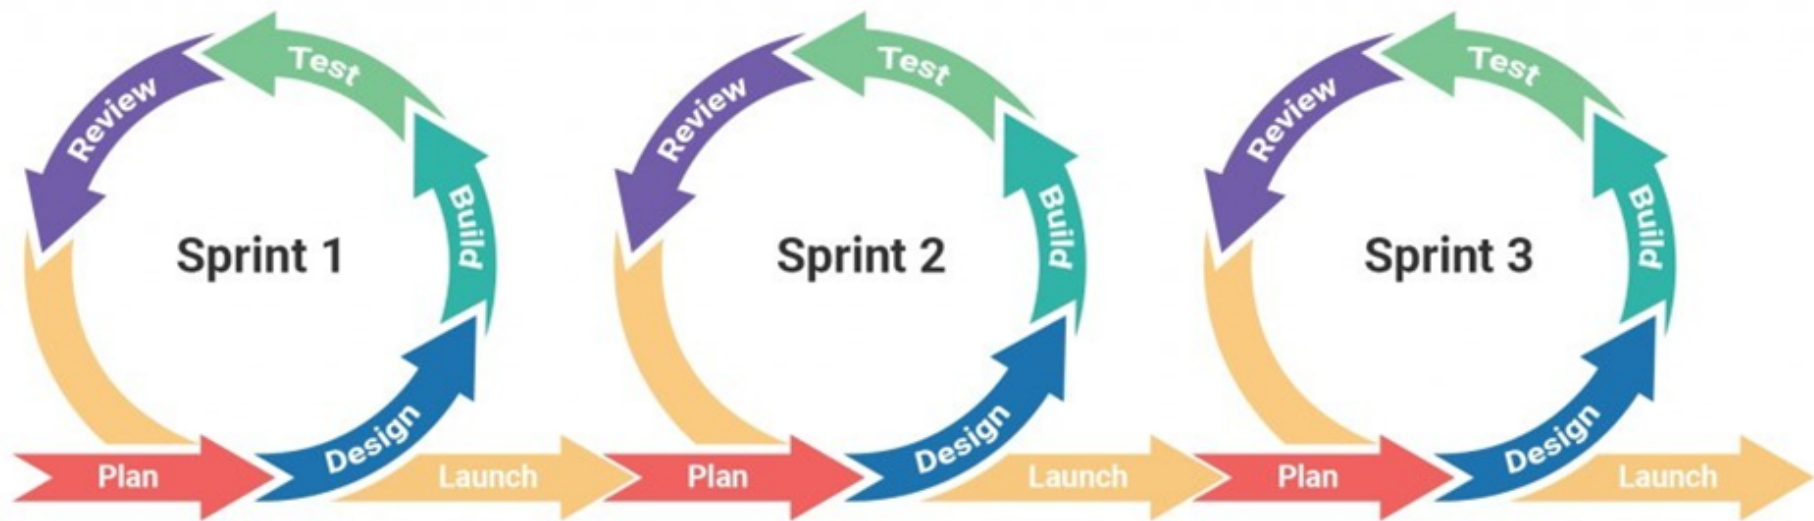 Test
Review
Build
Sprint 1
Design
Plan
Launch
Test
Review
Build
Sprint 2
Design
Plan
Launch
Test
Review
Build
Sprint 3
Design
Plan
Launch